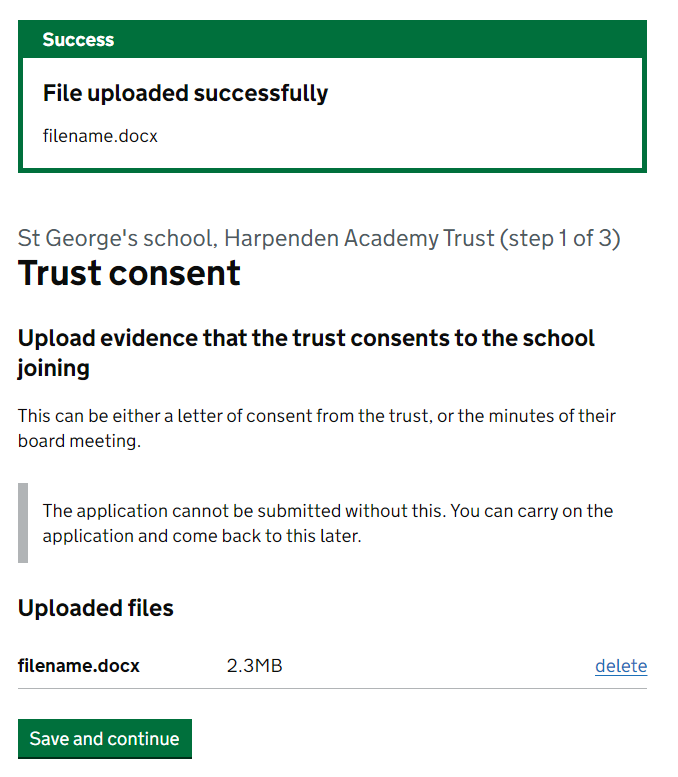 Success
File uploaded successfully
filename.docx
St George's school, Harpenden Academy Trust (step 1 of 3)
Trust consent
Upload evidence that the trust consents to the school
joining
This can be either a letter of consent from the trust, or the minutes of their
board meeting.
The application cannot be submitted without this. You can carry on the
application and come back to this later.
Uploaded files
filename.docx 2.3MB delete
Save and continue